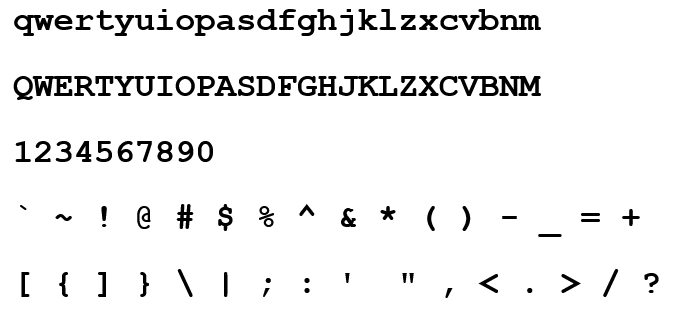 qwertyuiopasdfghjklzxcvbnm
QWERTYUIOPASDFGHJKLZXCVBNM
1234567890
` ~ ! @ # $ % ^ & * ( ) - _ = +
[ { ] } \ | ; : '  " , < . > / ?